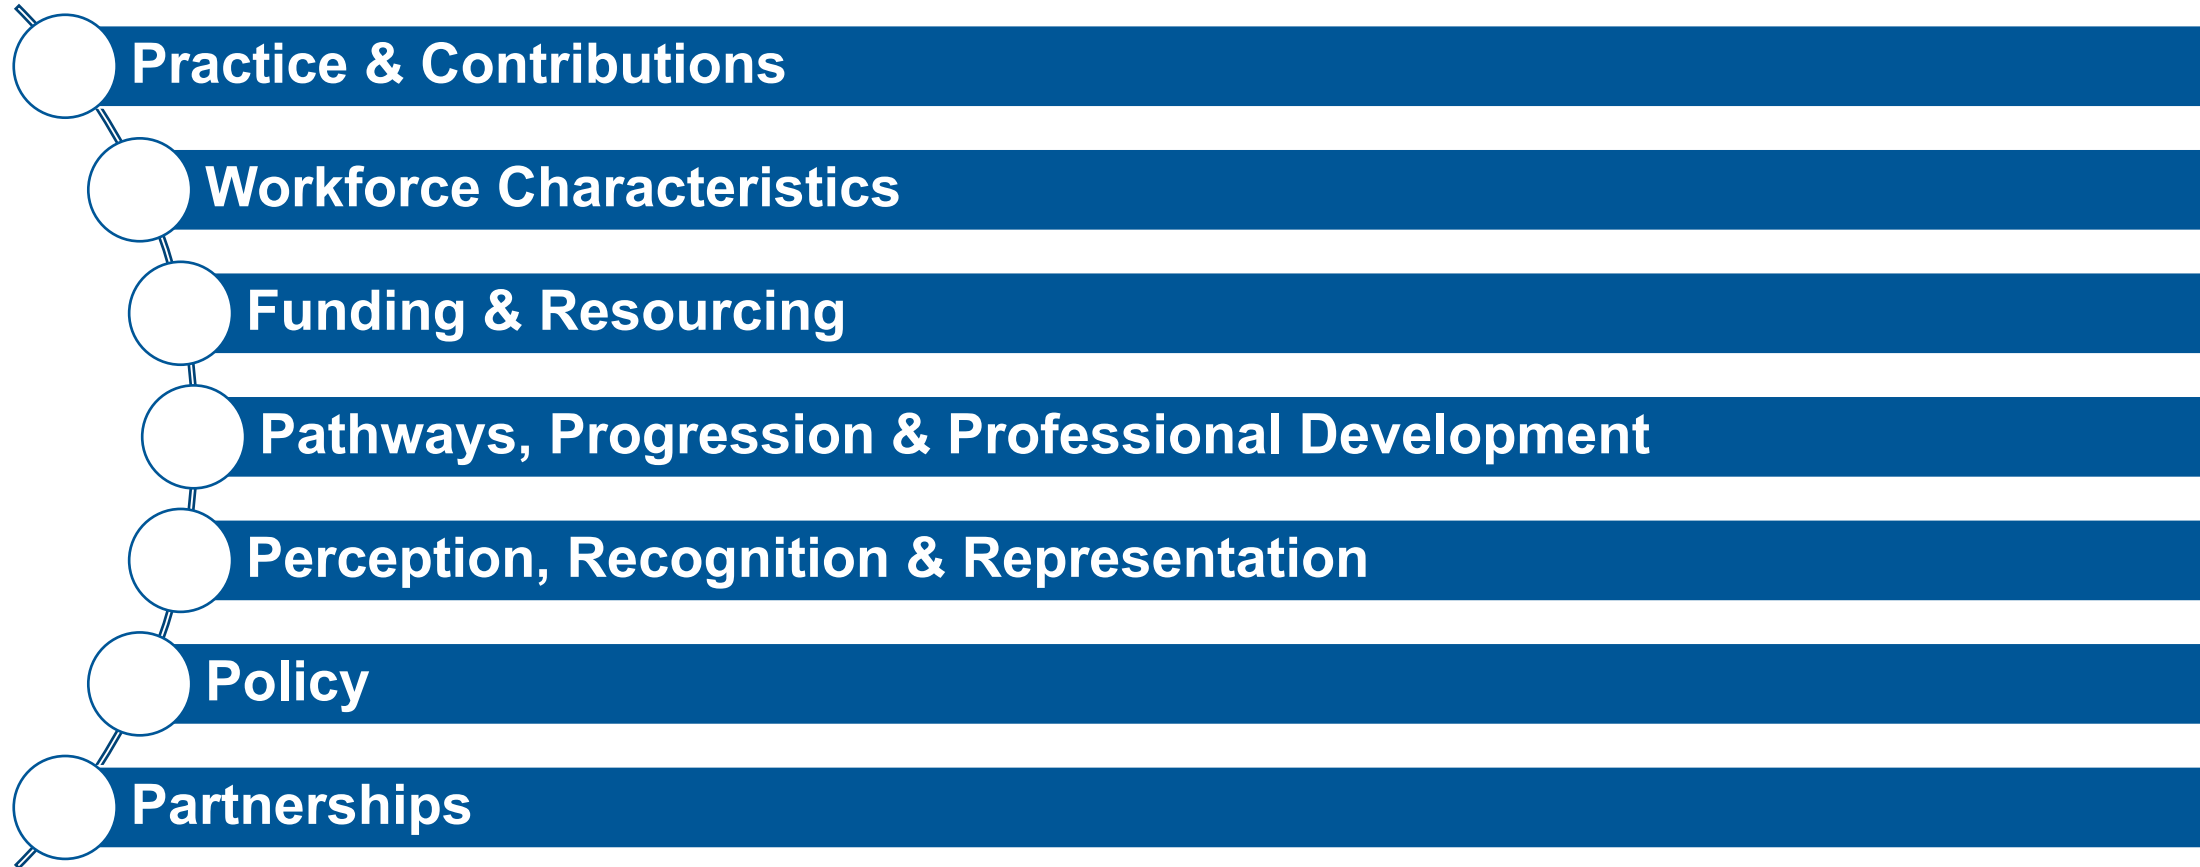 Practice & Contributions
Workforce Characteristics
Funding & Resourcing
Pathways, Progression & Professional Development
Perception, Recognition & Representation
Policy
Partnerships